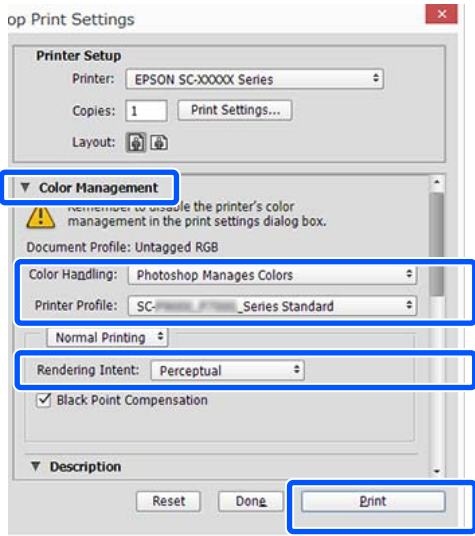 op Print Settings
Printer Setup
Printer: EPSON SC-XXXXX Series
Copies: 1 Print Settings...
Layout:
Color Management
Remember to disable the printer's color
management in the print settings dialog box.
Document Profile: Untagged RGB
Color Handling: Photoshop Manages Colors
Printer Profile: SC- _Series Standard
Normal Printing
Rendering Intent: Perceptual
Black Point Compensation
Description
Reset Done Print